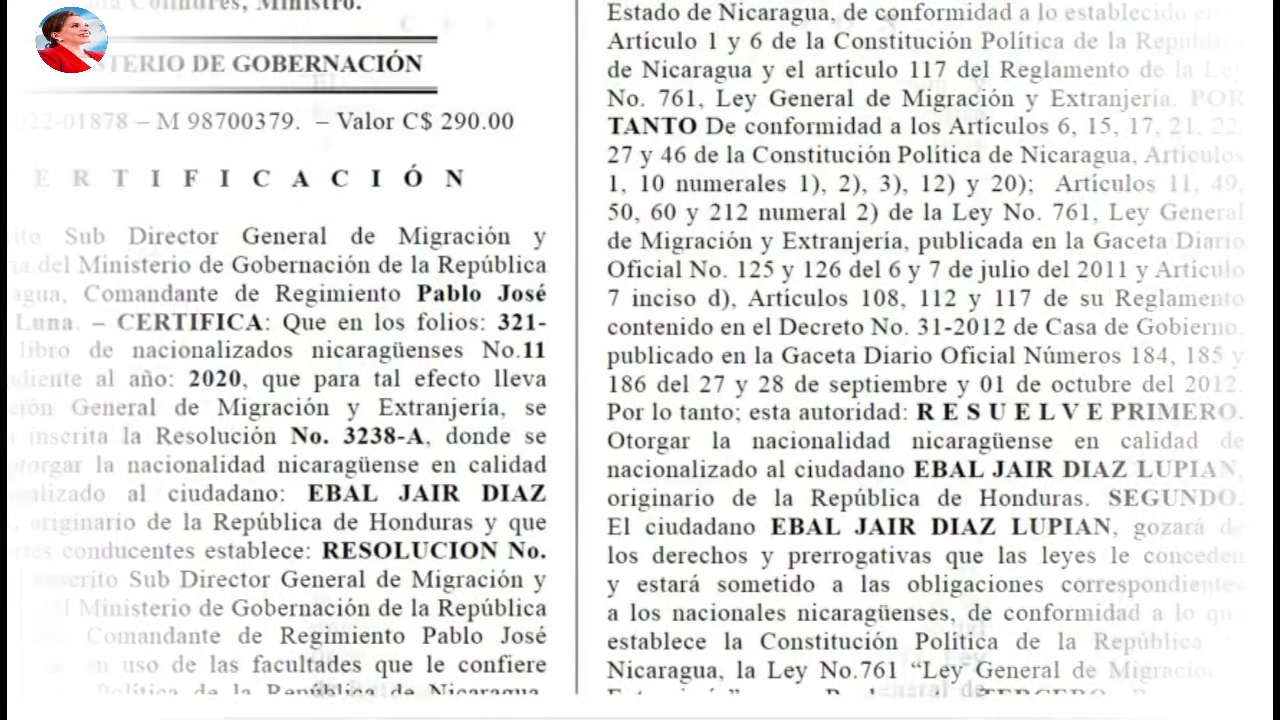 Colindres, Ministro.
MINISTERIO DE GOBERNACIÓN
22-01878 – M 98700379. – Valor C$ 290.00
E R T I F I C A C I Ó N
Sub Director General de Migración y
del Ministerio de Gobernación de la República
agua, Comandante de Regimiento Pablo José
Luna. – CERTIFICA: Que en los folios: 321-
libro de nacionalizados nicaragüenses No.11
diente al año: 2020, que para tal efecto lleva
ción General de Migración y Extranjería, se
inscrita la Resolución No. 3238-A, donde se
otorgar la nacionalidad nicaragüense en calidad
alizado al ciudadano: EBAL JAIR DIAZ
originario de la República de Honduras y que
conducentes establece: RESOLUCION No.
Sub Director General de Migración y
Ministerio de Gobernación de la República
Comandante de Regimiento Pablo José
en uso de las facultades que le confiere
Política de la República de Nicaragua,
Estado de Nicaragua, de conformidad a lo establecido en
Artículo 1 y 6 de la Constitución Política de la República
de Nicaragua y el artículo 117 del Reglamento de la Ley
No. 761, Ley General de Migración y Extranjería. POR
TANTO De conformidad a los Artículos 6, 15, 17, 21, 22,
27 y 46 de la Constitución Política de Nicaragua, Artículos
1, 10 numerales 1), 2), 3), 12) y 20); Artículos 11, 49,
50, 60 y 212 numeral 2) de la Ley No. 761, Ley General
de Migración y Extranjería, publicada en la Gaceta Diario
Oficial No. 125 y 126 del 6 y 7 de julio del 2011 y Artículo
7 inciso d), Artículos 108, 112 y 117 de su Reglamento
contenido en el Decreto No. 31-2012 de Casa de Gobierno,
publicado en la Gaceta Diario Oficial Números 184, 185 y
186 del 27 y 28 de septiembre y 01 de octubre del 2012.
Por lo tanto; esta autoridad: R E S U E L V E PRIMERO.
Otorgar la nacionalidad nicaragüense en calidad de
nacionalizado al ciudadano EBAL JAIR DIAZ LUPIAN,
originario de la República de Honduras. SEGUNDO.
El ciudadano EBAL JAIR DIAZ LUPIAN, gozará de
los derechos y prerrogativas que las leyes le conceden
y estará sometido a las obligaciones correspondientes
a los nacionales nicaragüenses, de conformidad a lo que
establece la Constitución Política de la República
Nicaragua, la Ley No.761 “Ley General de Migración
TERCERO.